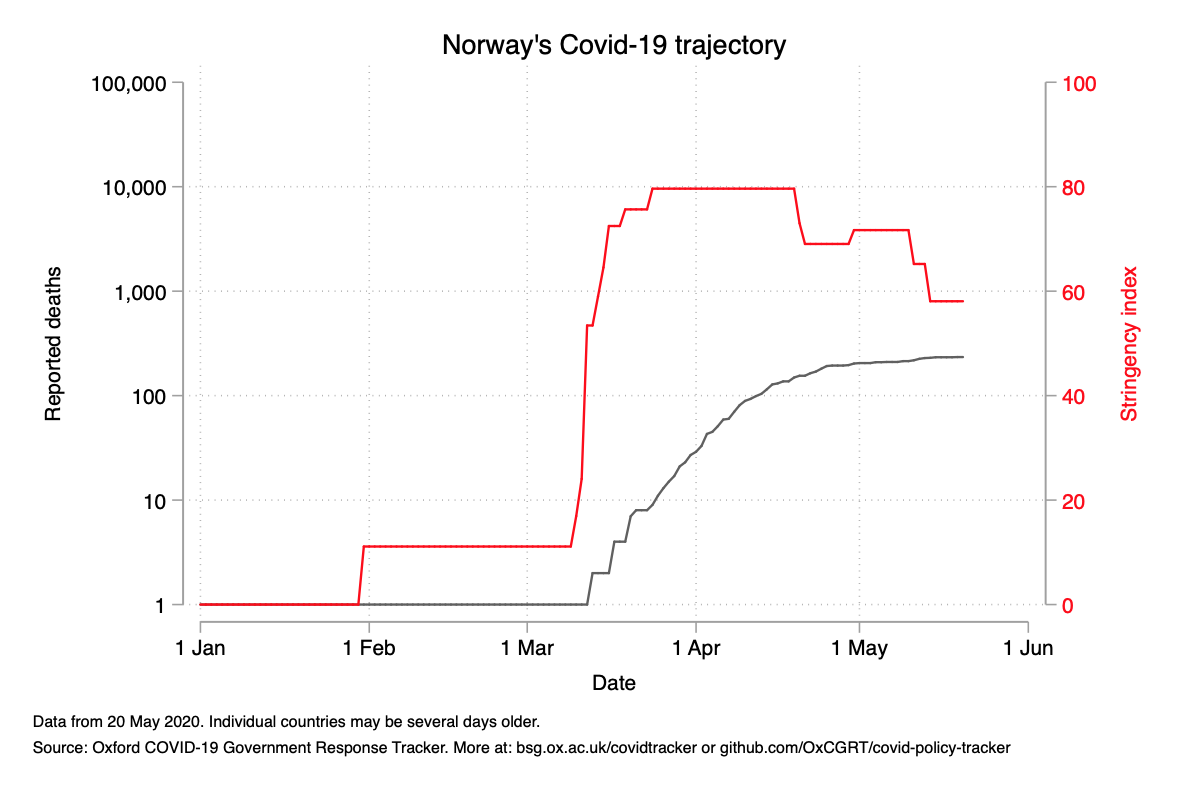 Norway's Covid-19 trajectory
100,000
10,000
1,000
100
10
1
Reported deaths
100
80
60
40
20
0
Stringency index
1 Jan
1 Feb
1 Mar
1 Apr
1 May
1 Jun
Date
Data from 20 May 2020. Individual countries may be several days older.
Source: Oxford COVID-19 Government Response Tracker. More at: bsg.ox.ac.uk/covidtracker or github.com/OxCGRT/covid-policy-tracker